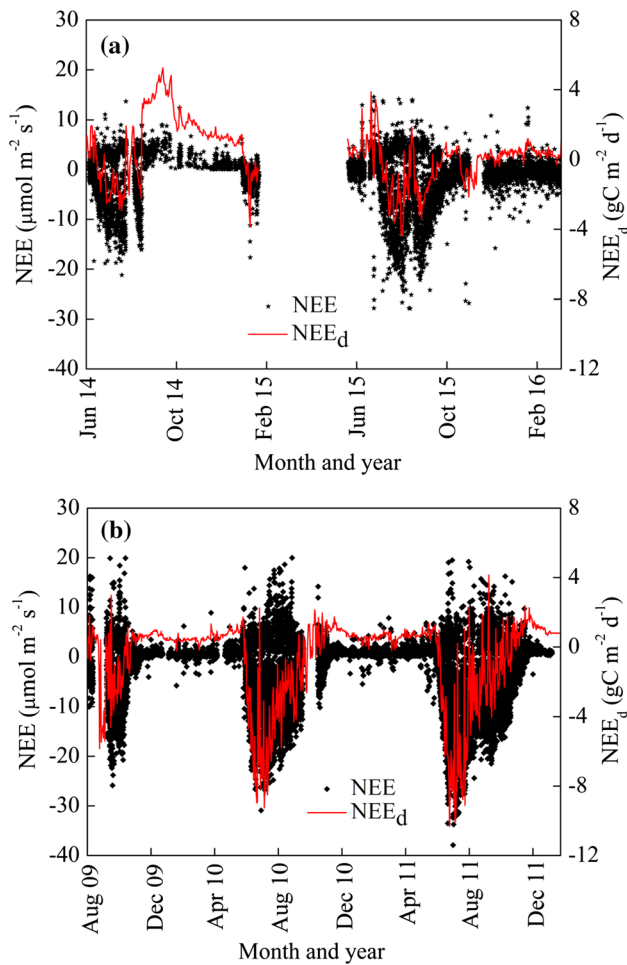 (a)
30
20
10
0
-10
-20
-30
-40
NEE (µmol m⁻² s⁻¹)
8
4
0
-4
-8
-12
NEE_d (gC m⁻² d⁻¹)
NEE
NEE_d
Jun 14
Oct 14
Feb 15
Jun 15
Oct 15
Feb 16
Month and year
(b)
30
20
10
0
-10
-20
-30
-40
NEE (µmol m⁻² s⁻¹)
8
4
0
-4
-8
-12
NEE_d (gC m⁻² d⁻¹)
NEE
NEE_d
Aug 09
Dec 09
Apr 10
Aug 10
Dec 10
Apr 11
Aug 11
Dec 11
Month and year